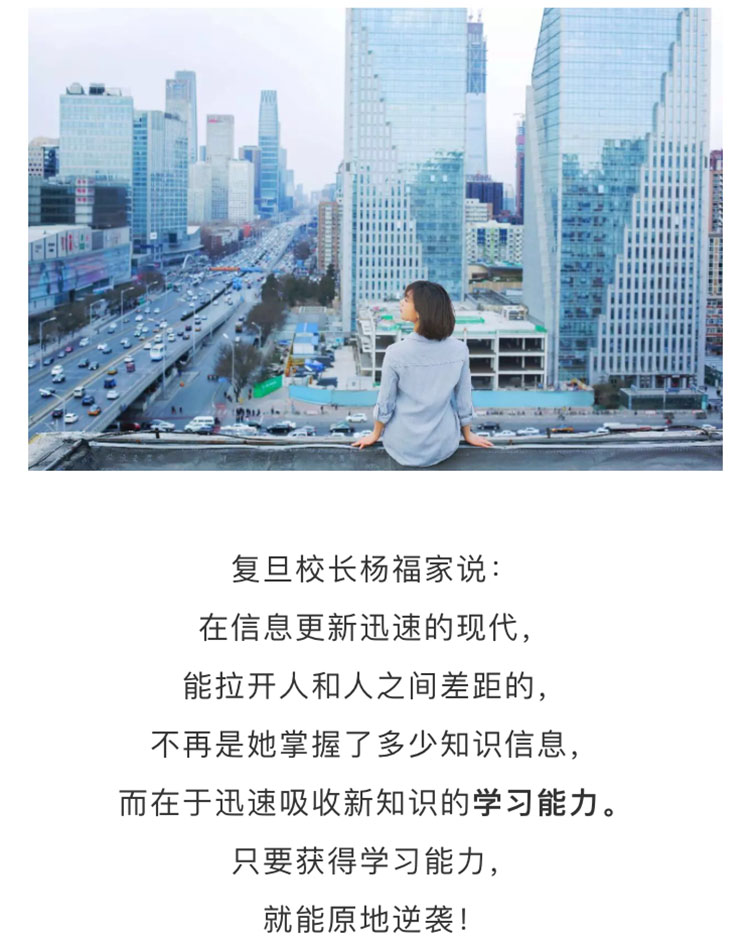 复旦校长杨福家说：
在信息更新迅速的现代，
能拉开人和人之间差距的，
不再是她掌握了多少知识信息，
而在于迅速吸收新知识的学习能力。
只要获得学习能力，
就能原地逆袭！